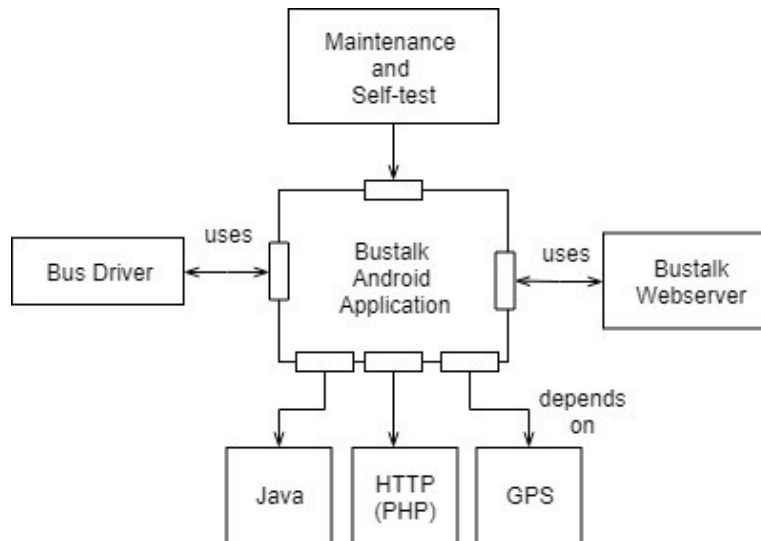 Maintenance
and
Self-test
uses
Bus Driver
Bustalk
Android
Application
uses
Bustalk
Webserver
depends
on
Java
HTTP
(PHP)
GPS